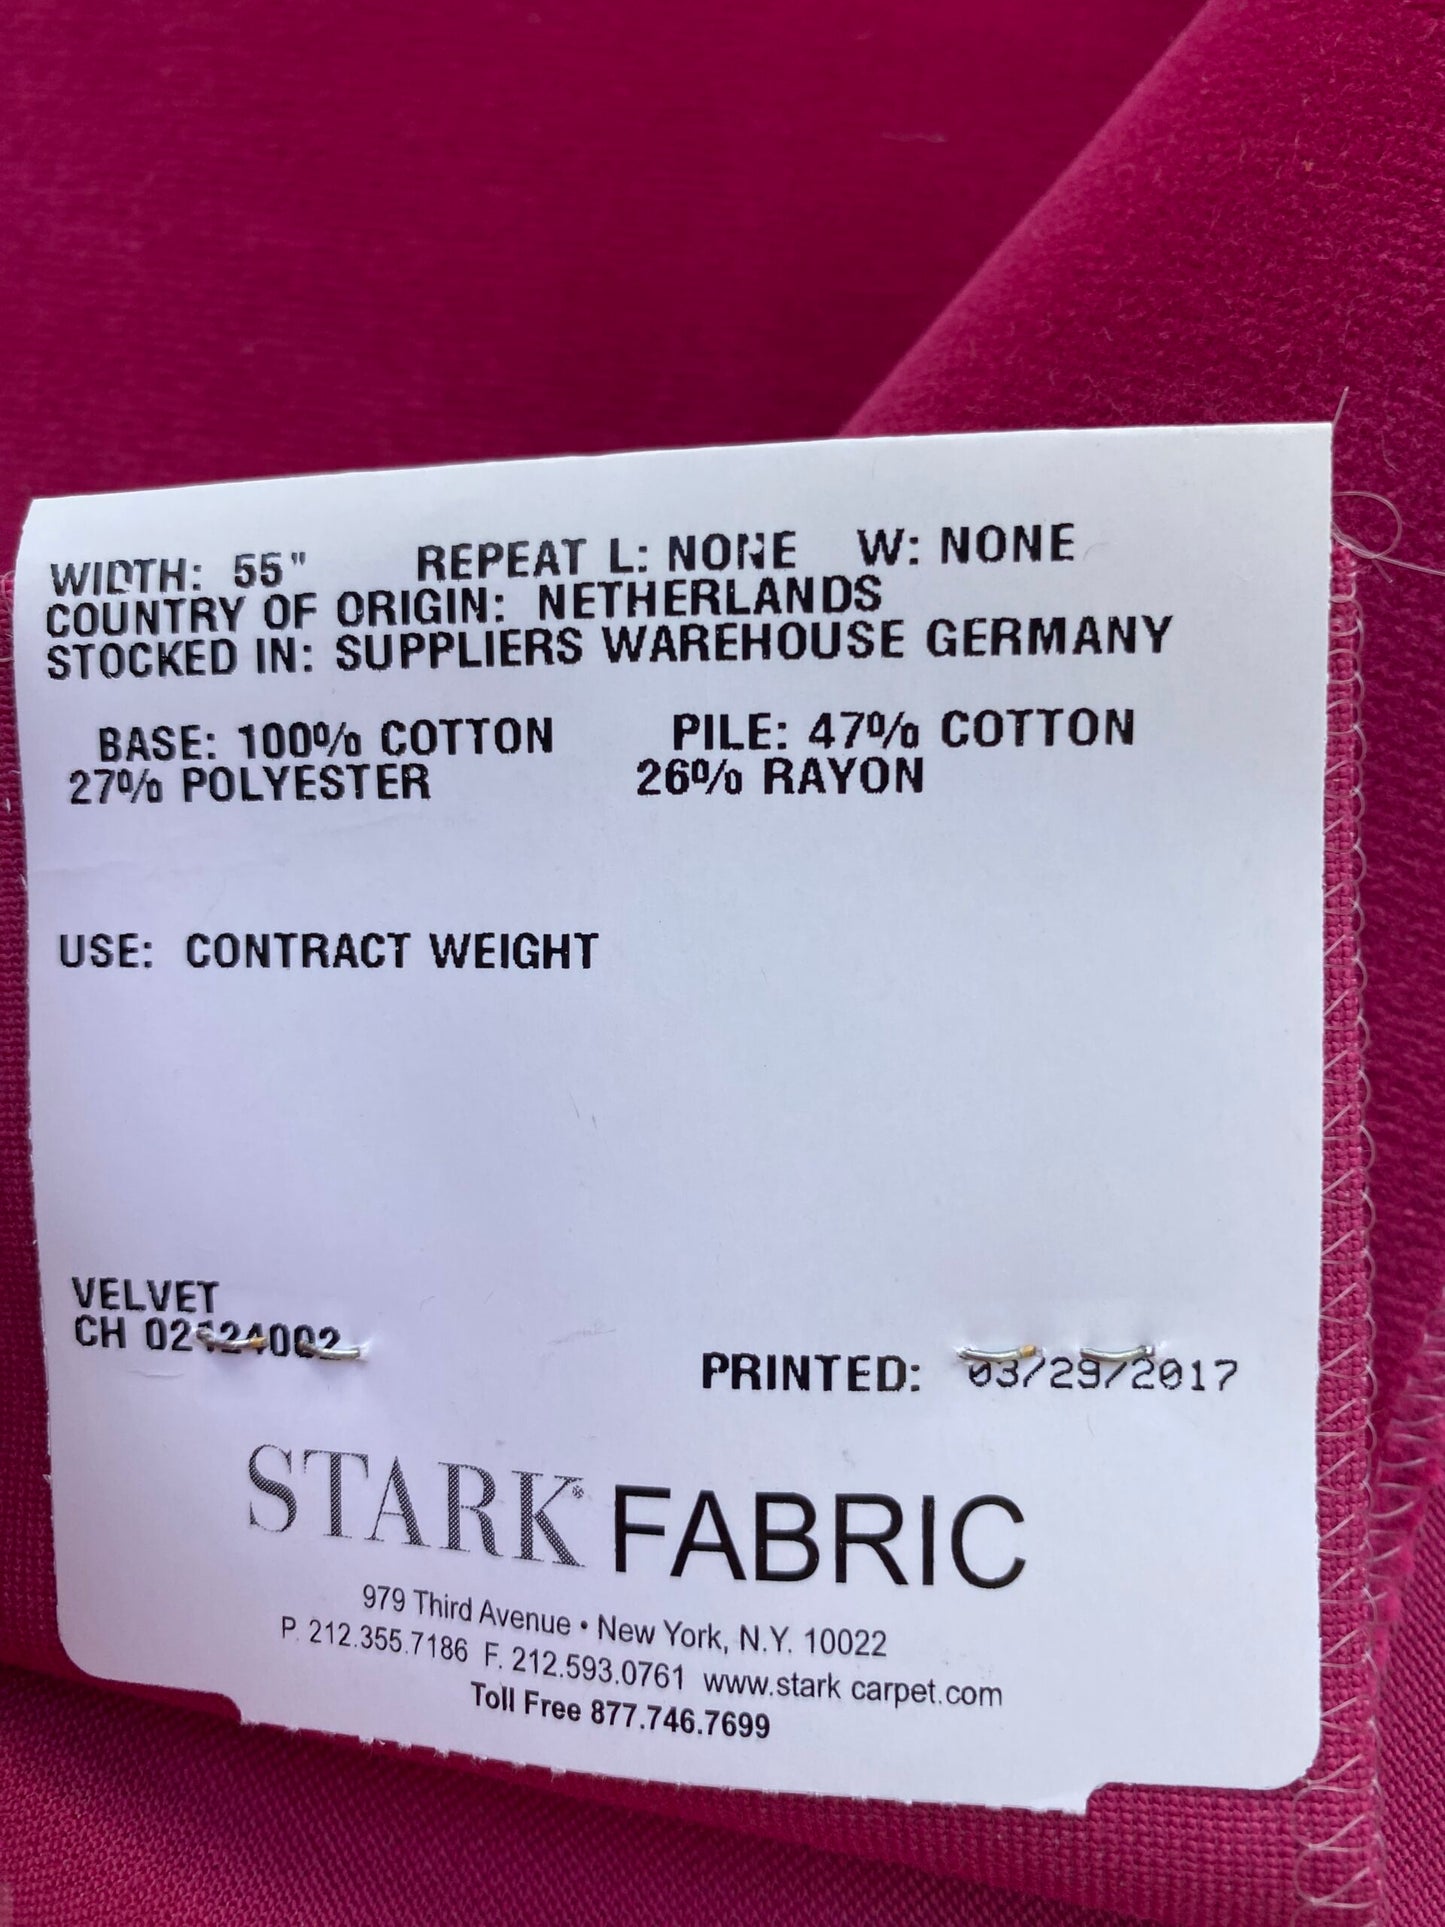 WIDTH: 55" REPEAT L: NONE W: NONE
COUNTRY OF ORIGIN: NETHERLANDS
STOCKED IN: SUPPLIERS WAREHOUSE GERMANY
BASE: 100% COTTON PILE: 47% COTTON
27% POLYESTER 26% RAYON
USE: CONTRACT WEIGHT
VELVET
CH 02124002
PRINTED: 03/29/2017
STARK® FABRIC
979 Third Avenue • New York, N.Y. 10022
P. 212.355.7186 F. 212.593.0761 www.stark carpet.com
Toll Free 877.746.7699